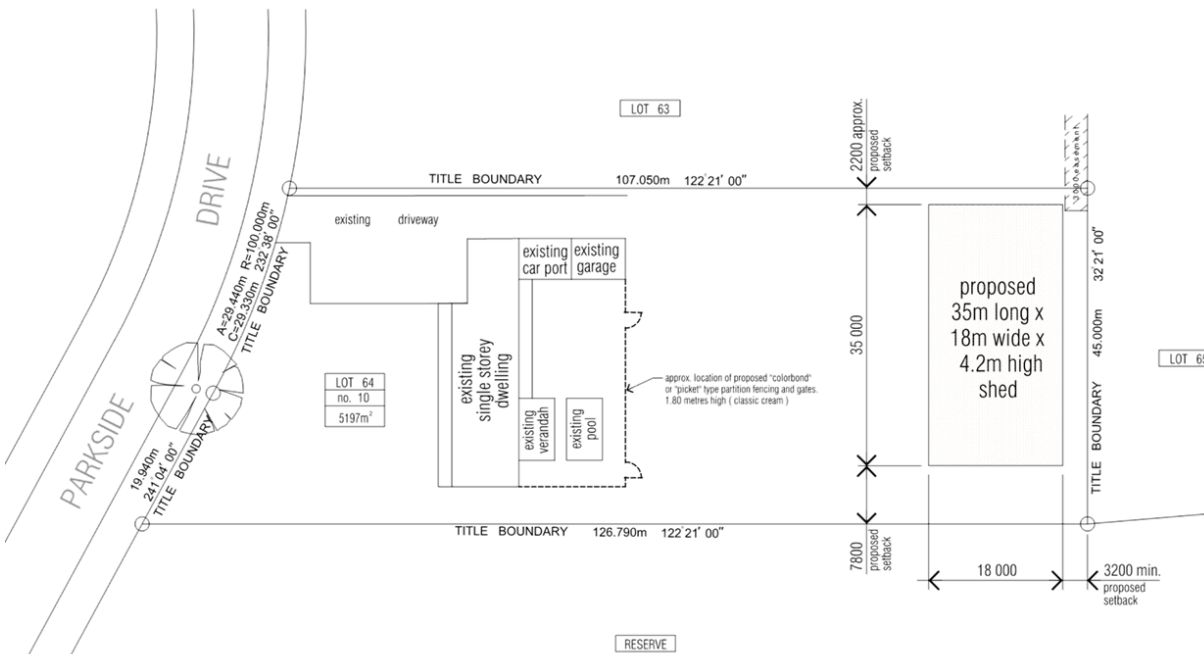 LOT 63
2200 approx.
proposed
setback
3000 easement
TITLE BOUNDARY 107.050m 122°21' 00"
DRIVE
existing driveway
A=29.440m R=100.000m
C=29.330m 232°38' 00"
TITLE BOUNDARY
existing
car port
existing
garage
32°21' 00"
45.000m
TITLE BOUNDARY
proposed
35m long x
18m wide x
4.2m high
shed
35 000
LOT 65
existing
single storey
dwelling
approx. location of proposed "colorbond"
or "picket" type partition fencing and gates.
1.80 metres high ( classic cream )
LOT 64
no. 10
5197m²
existing
verandah
existing
pool
PARKSIDE
19.940m
241°04' 00"
TITLE BOUNDARY
TITLE BOUNDARY 126.790m 122°21' 00"
7800
proposed
setback
18 000
3200 min.
proposed
setback
RESERVE